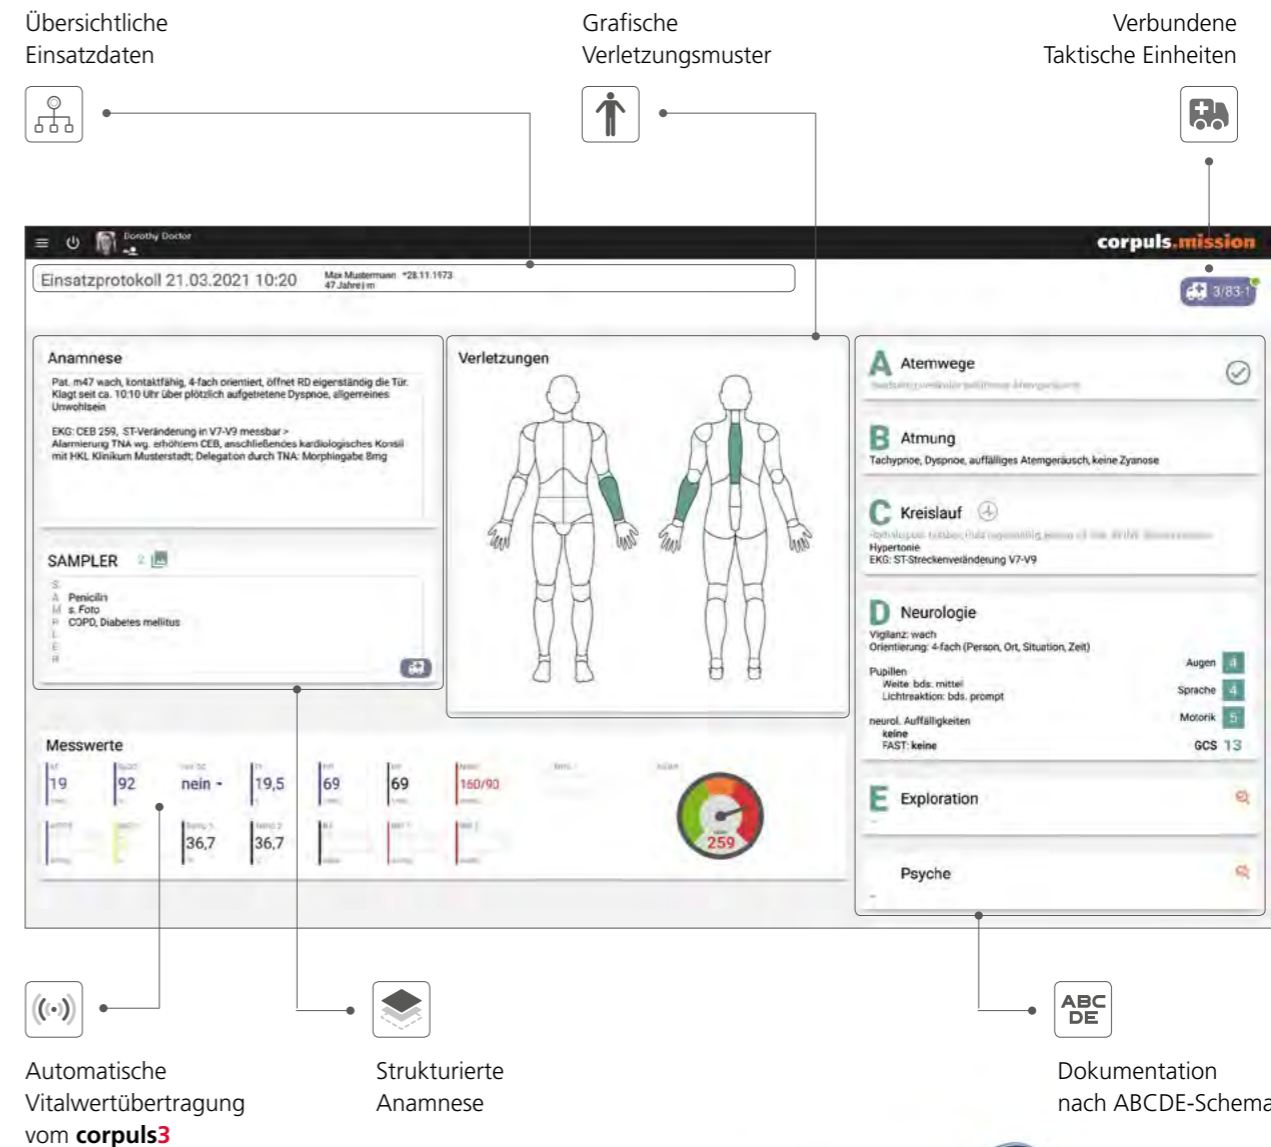 Übersichtliche
Einsatzdaten
Grafische
Verletzungsmuster
Verbundene
Taktische Einheiten
Dorothy Doctor
corpuls.mission
Einsatzprotokoll 21.03.2021 10:20
Max Mustermann *28.11.1973
47 Jahre | m
3/83-1
Anamnese
Pat. m47 wach, kontaktfähig, 4-fach orientiert, öffnet RD eigenständig die Tür.
Klagt seit ca. 10:10 Uhr über plötzlich aufgetretene Dyspnoe, allgemeines
Unwohlsein
EKG: CEB 259, ST-Veränderung in V7-V9 messbar >
Alarmierung TNA wg. erhöhtem CEB, anschließendes kardiologisches Konsil
mit HKL Klinikum Musterstadt; Delegation durch TNA: Morphingabe 8mg
SAMPLER 2
S
A Penicilin
M s. Foto
P COPD, Diabetes mellitus
L
E
R
Verletzungen
A Atemwege
B Atmung
Tachypnoe, Dyspnoe, auffälliges Atemgeräusch, keine Zyanose
C Kreislauf
Hypertonie
EKG: ST-Streckenveränderung V7-V9
D Neurologie
Vigilanz: wach
Orientierung: 4-fach (Person, Ort, Situation, Zeit)
Pupillen
Weite: bds. mittel
Lichtreaktion: bds. prompt
neurol. Auffälligkeiten
keine
FAST: keine
Augen 4
Sprache 4
Motorik 5
GCS 13
E Exploration
–
Psyche
–
Messwerte
19 92 nein 19,5 69 69 160/90
36,7 36,7
259
ABC
DE
Automatische
Vitalwertübertragung
vom corpuls3
Strukturierte
Anamnese
Dokumentation
nach ABCDE-Schema